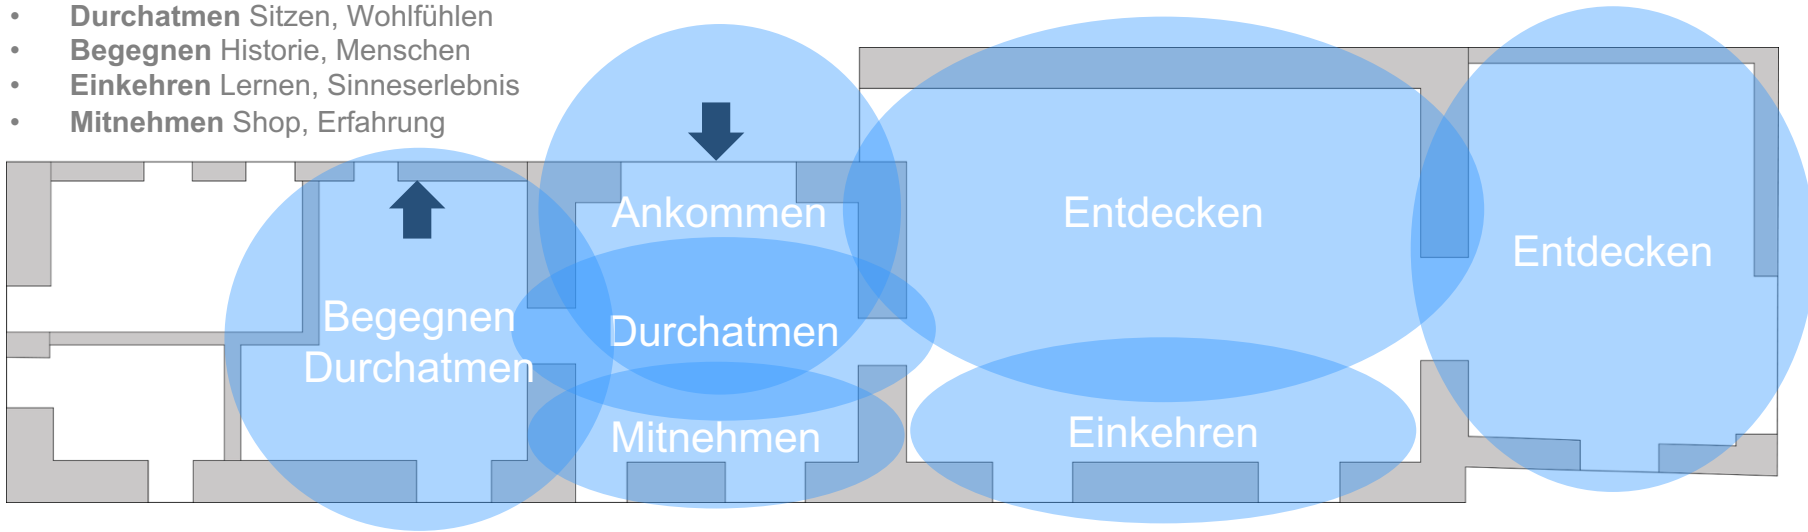 • Durchatmen Sitzen, Wohlfühlen
• Begegnen Historie, Menschen
• Einkehren Lernen, Sinneserlebnis
• Mitnehmen Shop, Erfahrung
Ankommen
Entdecken
Entdecken
Begegnen
Durchatmen
Durchatmen
Mitnehmen
Einkehren